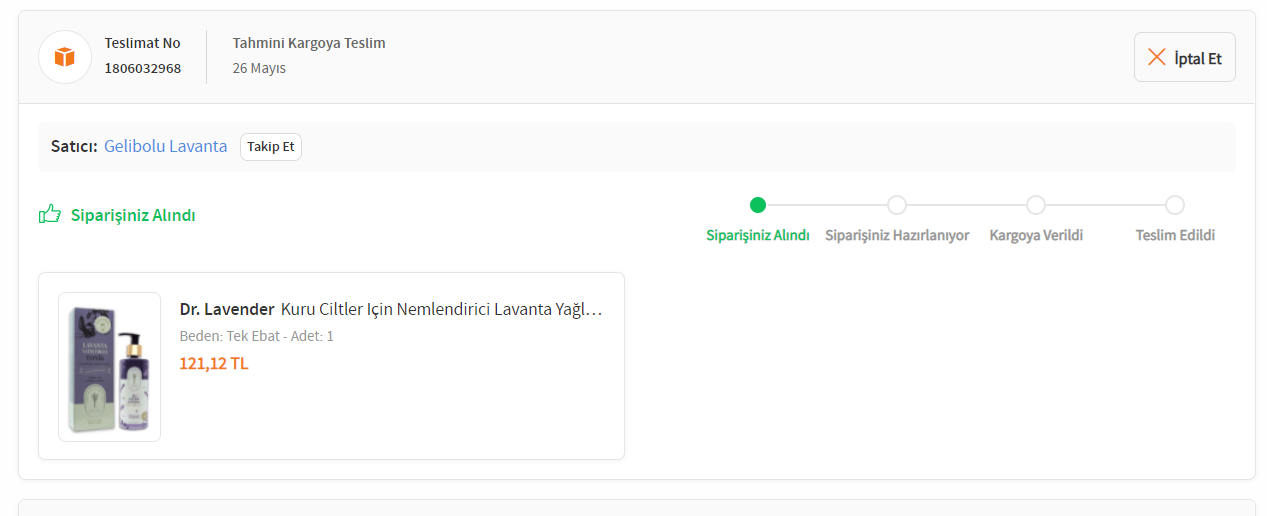 Teslimat No
1806032968
Tahmini Kargoya Teslim
26 Mayıs
İptal Et
Satıcı: Gelibolu Lavanta
Takip Et
Siparişiniz Alındı
Siparişiniz Alındı
Siparişiniz Hazırlanıyor
Kargoya Verildi
Teslim Edildi
Dr. Lavender Kuru Ciltler Için Nemlendirici Lavanta Yağl...
Beden: Tek Ebat - Adet: 1
121,12 TL
LAVANTA
TONİK